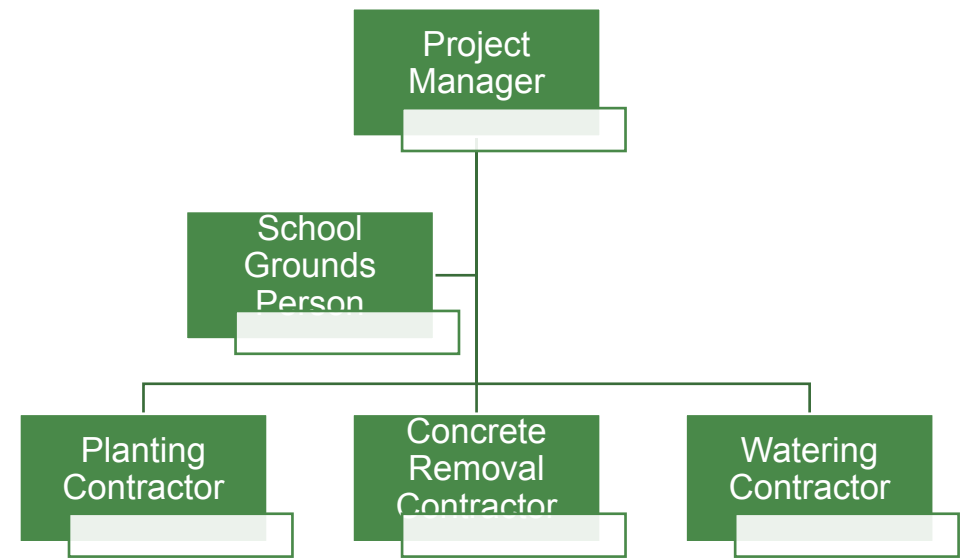 Project
Manager
School
Grounds
Person
Planting
Contractor
Concrete
Removal
Contractor
Watering
Contractor